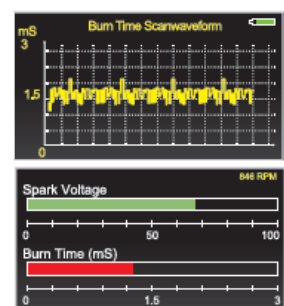 mS Burn Time Scanwaveform
3
1.5
0
646 RPM
Spark Voltage
0 50 100
Burn Time (mS)
0 1.5 3